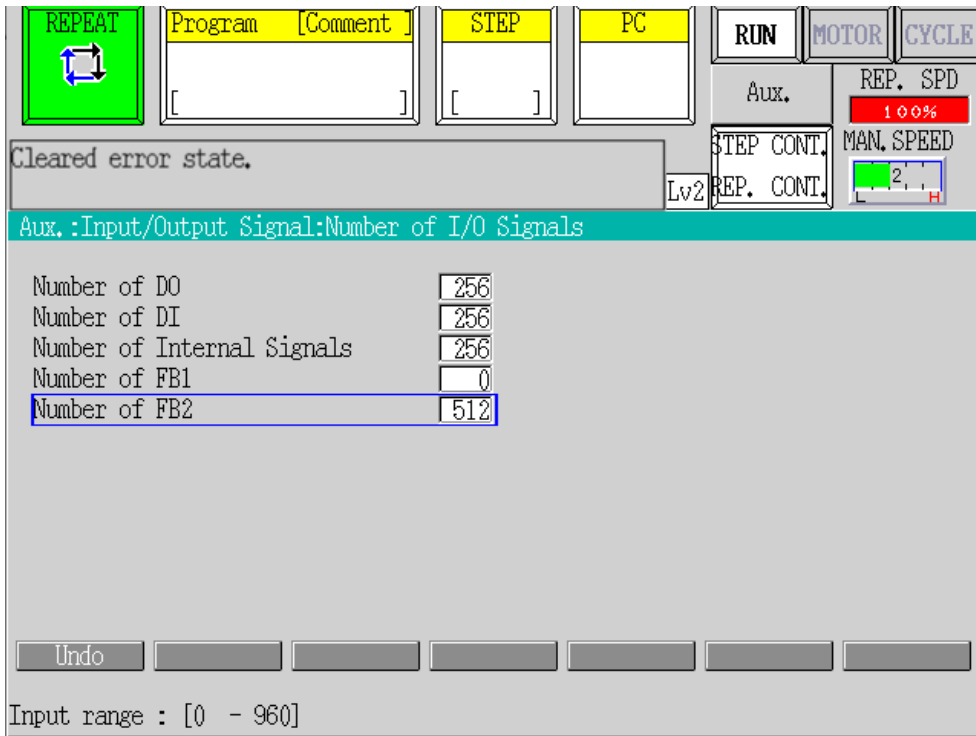 REPEAT
Program [Comment ]
[ ]
STEP
[ ]
PC
RUN
MOTOR
CYCLE
Aux.
REP. SPD
100%
Cleared error state.
Lv2
STEP CONT.
REP. CONT.
MAN. SPEED
2
L H
Aux.:Input/Output Signal:Number of I/O Signals
Number of DO 256
Number of DI 256
Number of Internal Signals 256
Number of FB1 0
Number of FB2 512
Undo
Input range : [0 - 960]